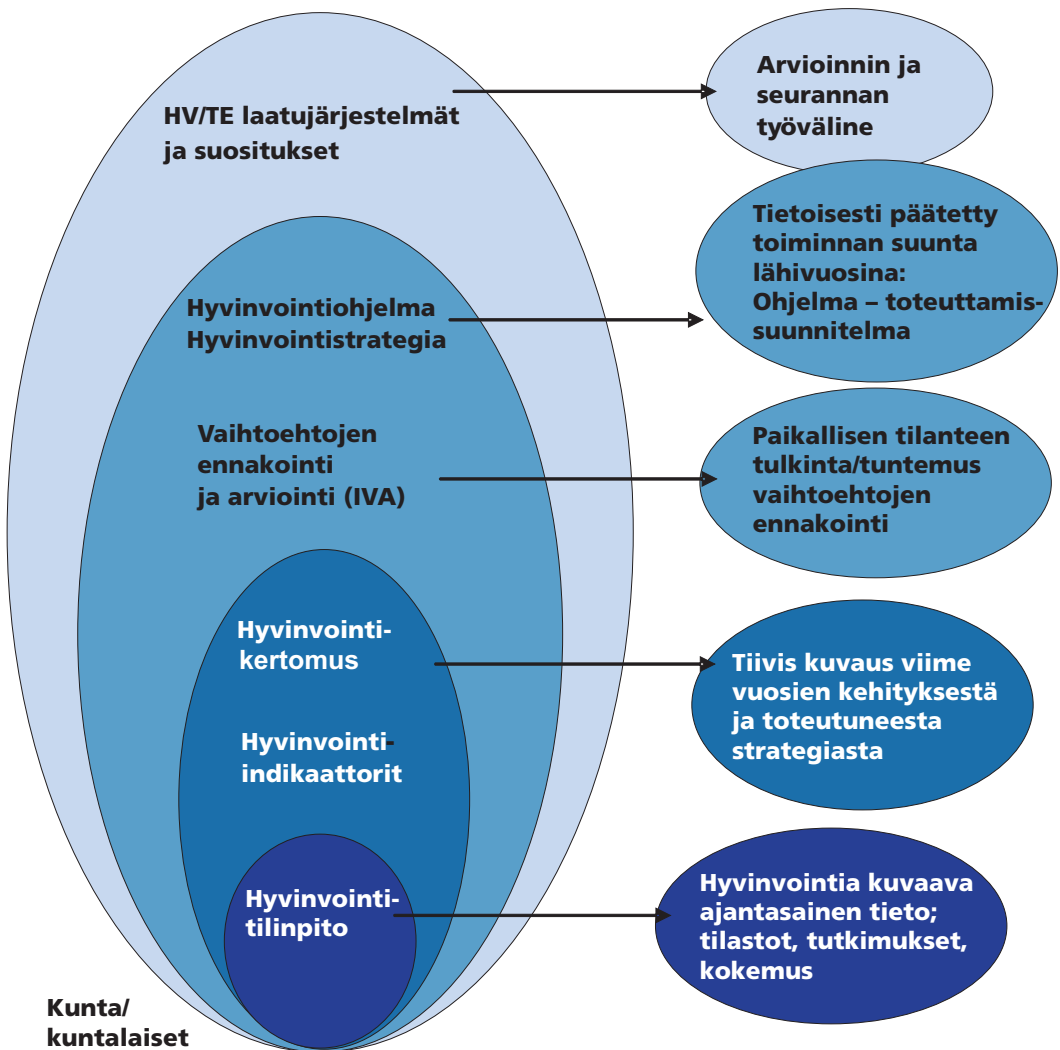 HV/TE laatujärjestelmät
ja suositukset
Arvioinnin ja
seurannan
työväline
Hyvinvointiohjelma
Hyvinvointistrategia
Tietoisesti päätetty
toiminnan suunta
lähivuosina:
Ohjelma – toteuttamis-
suunnitelma
Vaihtoehtojen
ennakointi
ja arviointi (IVA)
Paikallisen tilanteen
tulkinta/tuntemus
vaihtoehtojen
ennakointi
Hyvinvointi-
kertomus
Tiivis kuvaus viime
vuosien kehityksestä
ja toteutuneesta
strategiasta
Hyvinvointi-
indikaattorit
Hyvinvointi-
tilinpito
Hyvinvointia kuvaava
ajantasainen tieto;
tilastot, tutkimukset,
kokemus
Kunta/
kuntalaiset